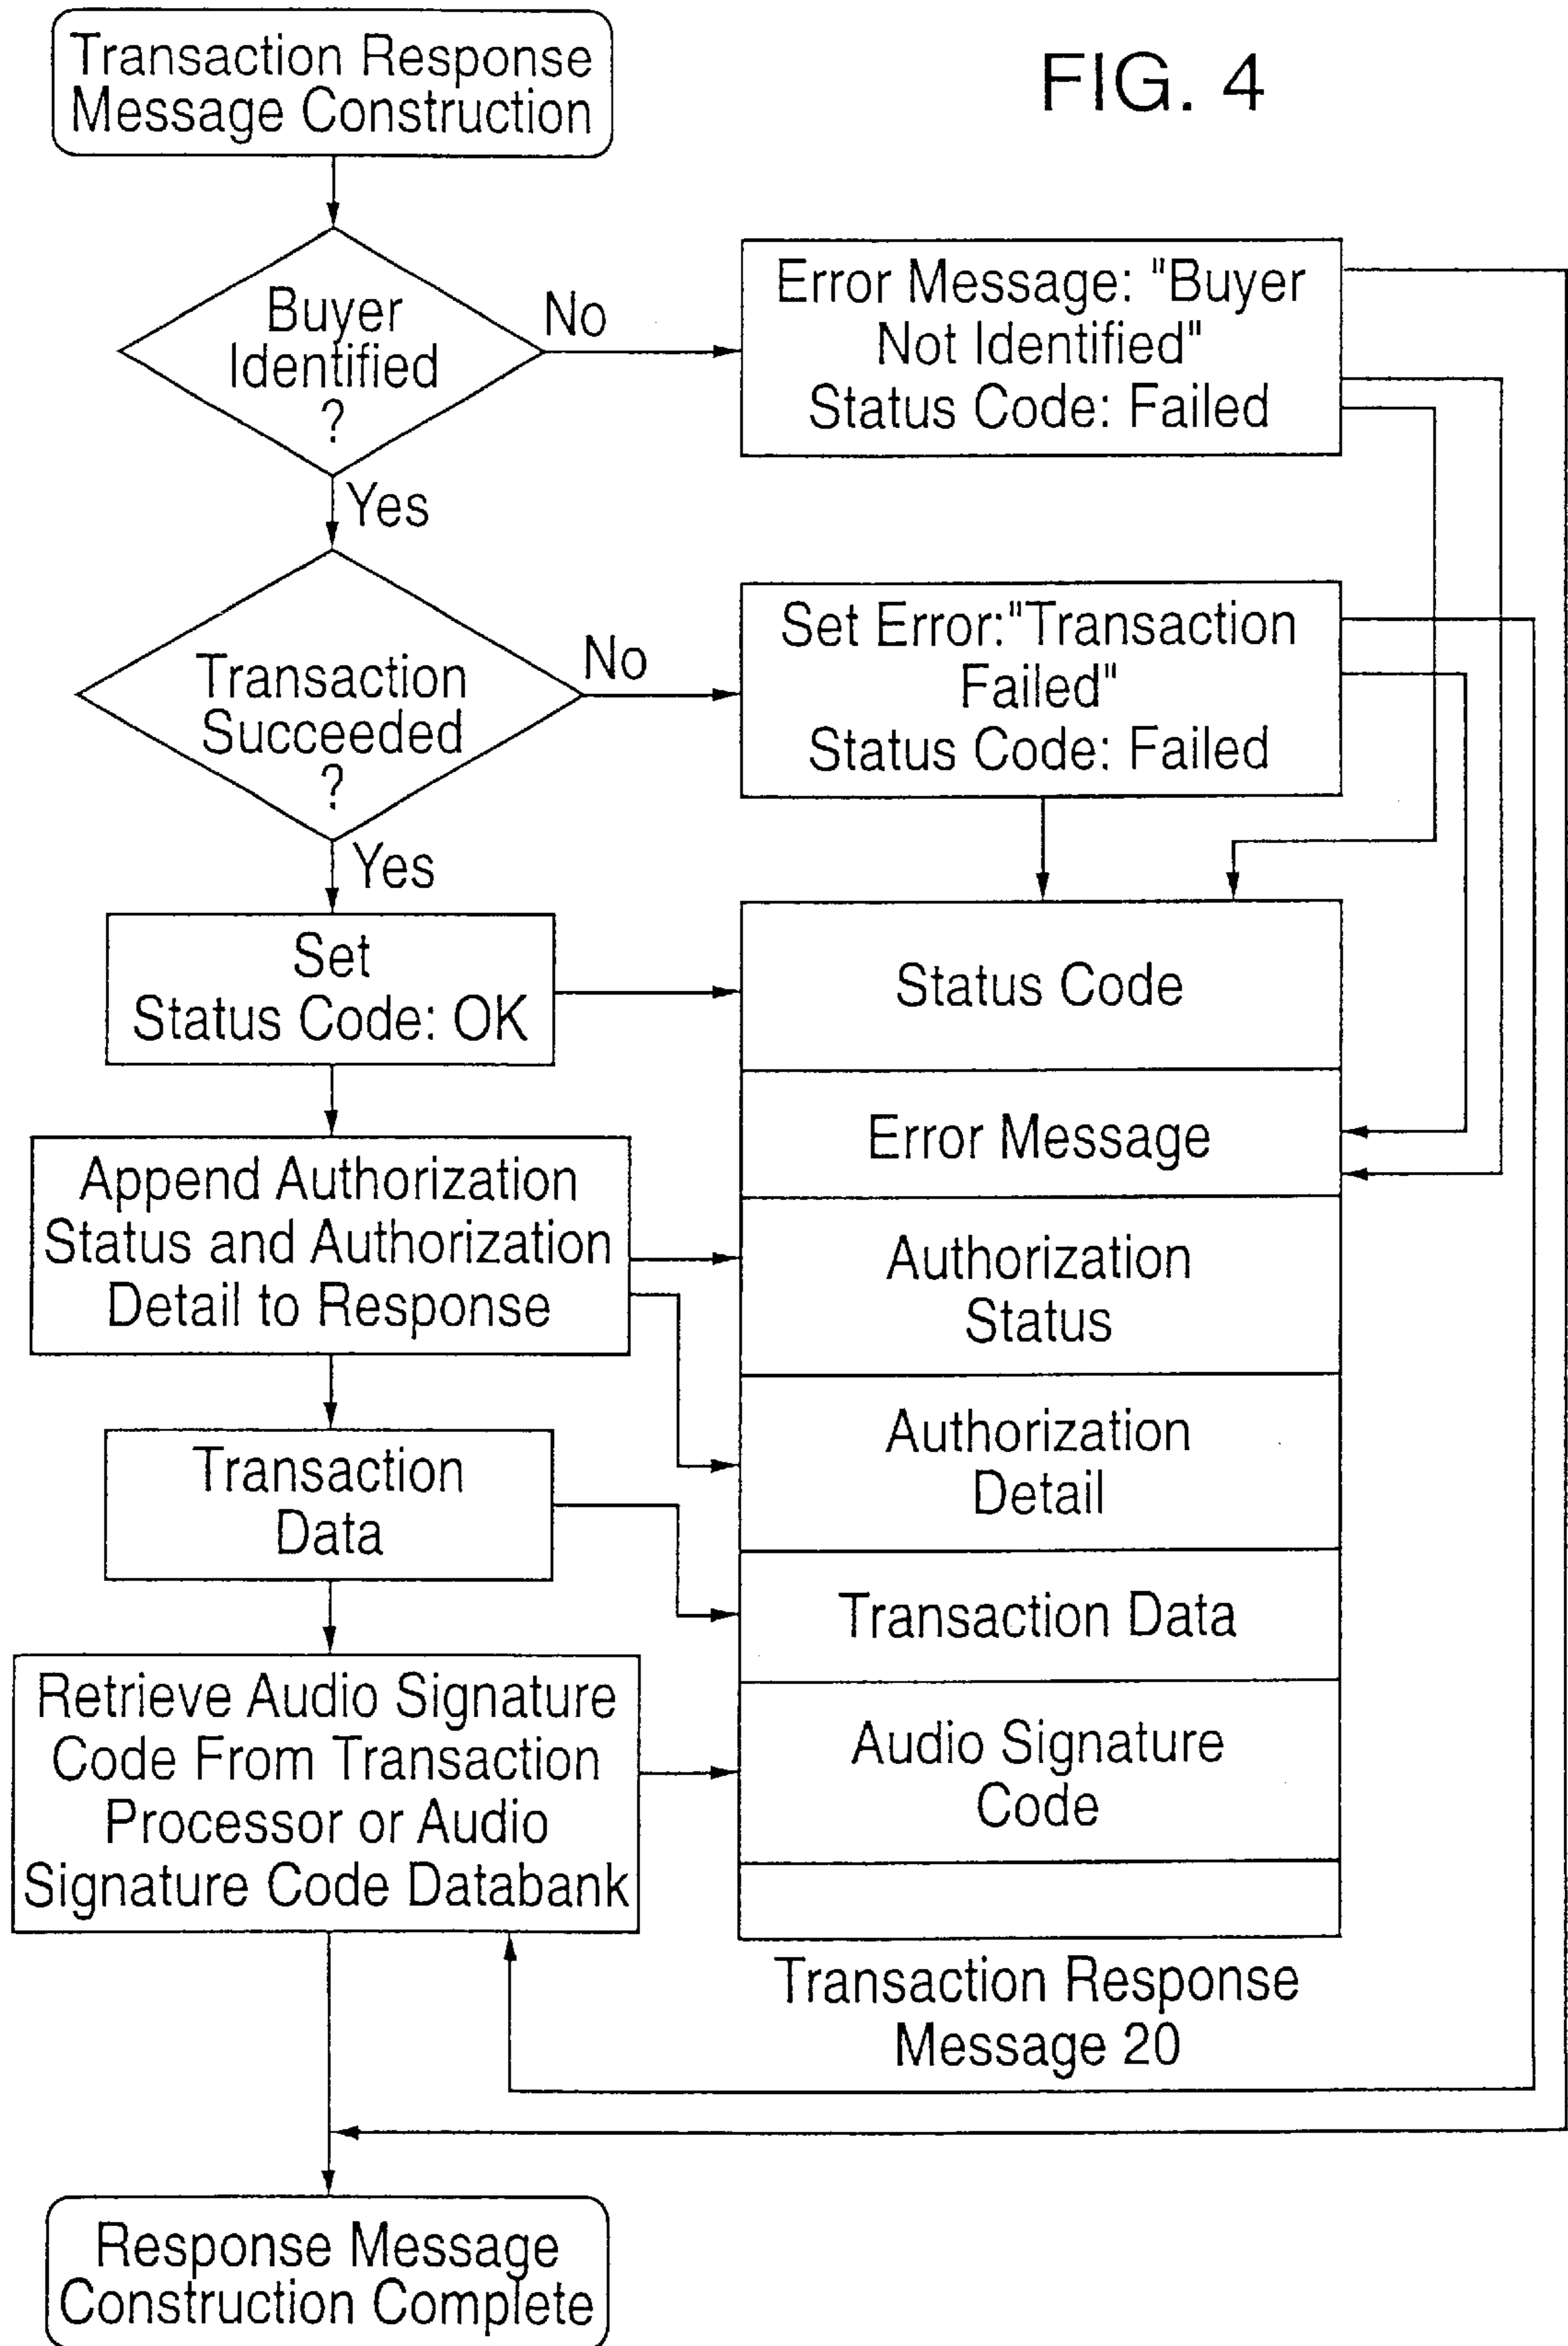 Transaction Response
Message Construction
FIG. 4
Buyer
Identified
?
No
Error Message: "Buyer
Not Identified"
Status Code: Failed
Yes
Transaction
Succeeded
?
No
Set Error:"Transaction
Failed"
Status Code: Failed
Yes
Set
Status Code: OK
Status Code
Error Message
Append Authorization
Status and Authorization
Detail to Response
Authorization
Status
Authorization
Detail
Transaction
Data
Transaction Data
Retrieve Audio Signature
Code From Transaction
Processor or Audio
Signature Code Databank
Audio Signature
Code
Transaction Response
Message 20
Response Message
Construction Complete